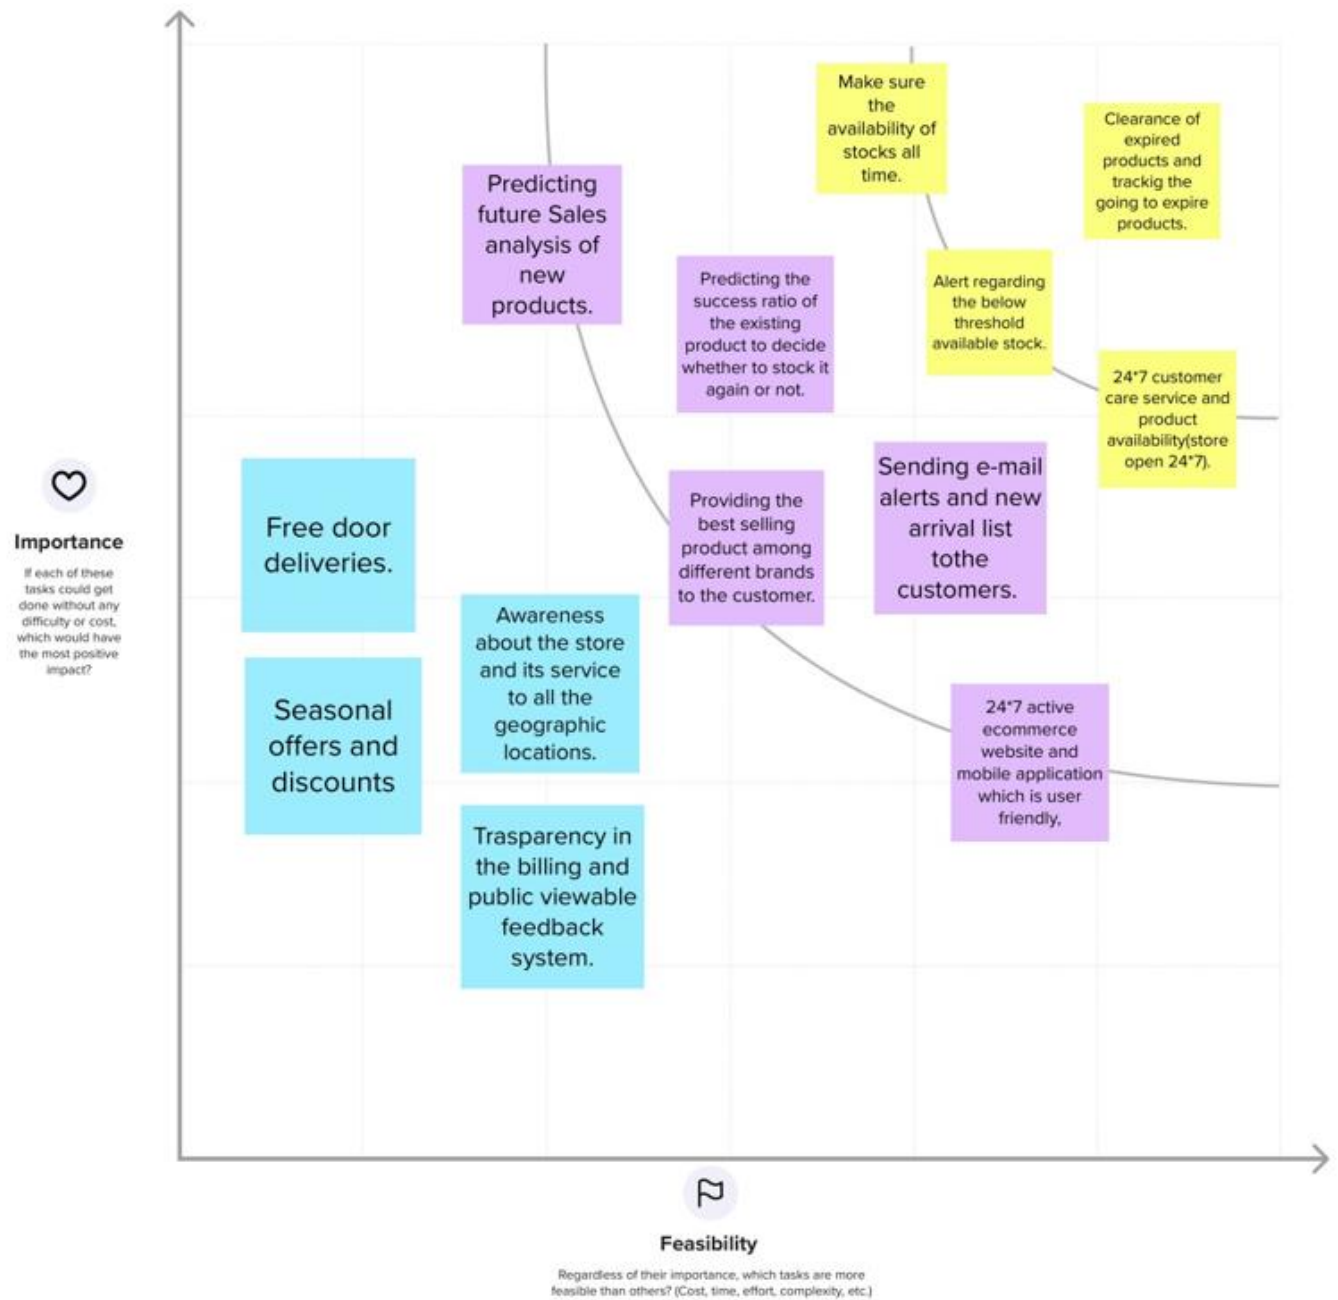 Make sure
the
availability of
stocks all
time.
Clearance of
expired
products and
trackig the
going to expire
products.
Predicting
future Sales
analysis of
new
products.
Predicting the
success ratio of
the existing
product to decide
whether to stock it
again or not.
Alert regarding
the below
threshold
available stock.
24*7 customer
care service and
product
availability(store
open 24*7).
Importance
If each of these
tasks could get
done without any
difficulty or cost,
which would have
the most positive
impact?
Free door
deliveries.
Providing the
best selling
product among
different brands
to the customer.
Sending e-mail
alerts and new
arrival list
tothe
customers.
Awareness
about the store
and its service
to all the
geographic
locations.
Seasonal
offers and
discounts
24*7 active
ecommerce
website and
mobile application
which is user
friendly,
Trasparency in
the billing and
public viewable
feedback
system.
Feasibility
Regardless of their importance, which tasks are more
feasible than others? (Cost, time, effort, complexity, etc.)